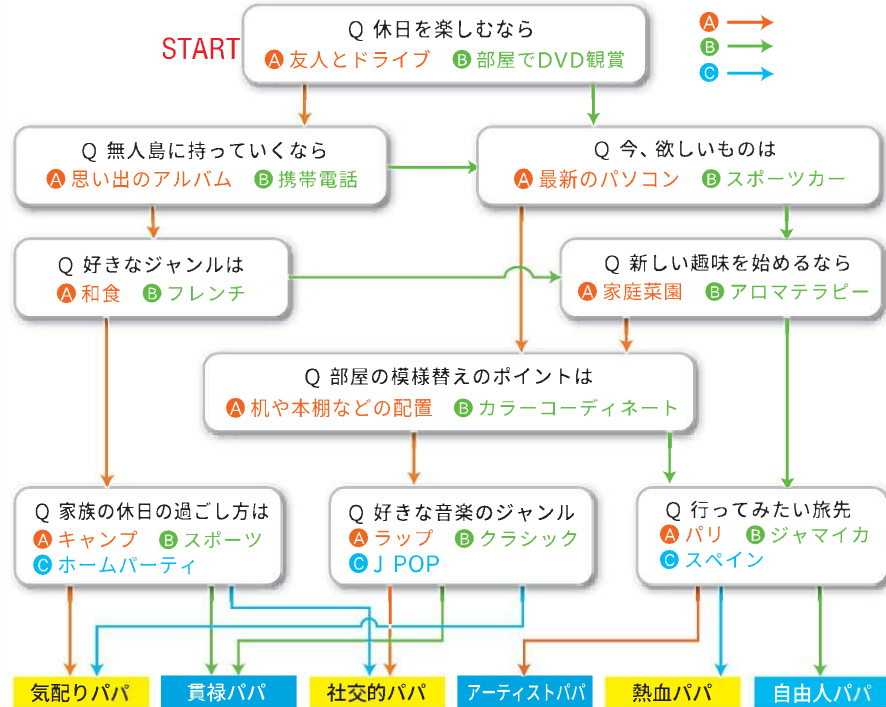 START
Q 休日を楽しむなら
A 友人とドライブ B 部屋でDVD観賞
A
B
C
Q 無人島に持っていくなら
A 思い出のアルバム B 携帯電話
Q 今、欲しいものは
A 最新のパソコン B スポーツカー
Q 好きなジャンルは
A 和食 B フレンチ
Q 新しい趣味を始めるなら
A 家庭菜園 B アロマテラピー
Q 部屋の模様替えのポイントは
A 机や本棚などの配置 B カラーコーディネート
Q 家族の休日の過ごし方は
A キャンプ B スポーツ
C ホームパーティ
Q 好きな音楽のジャンル
A ラップ B クラシック
C J POP
Q 行ってみたい旅先
A パリ B ジャマイカ
C スペイン
気配りパパ
貫禄パパ
社交的パパ
アーティストパパ
熱血パパ
自由人パパ